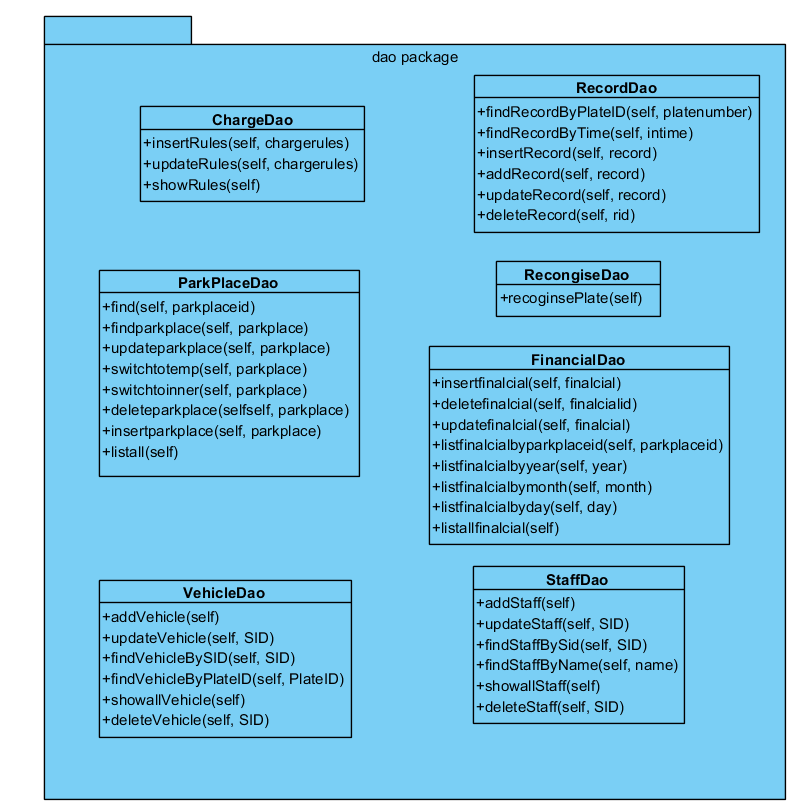 dao package
ChargeDao
+insertRules(self, chargerules)
+updateRules(self, chargerules)
+showRules(self)
RecordDao
+findRecordByPlateID(self, platenumber)
+findRecordByTime(self, intime)
+insertRecord(self, record)
+addRecord(self, record)
+updateRecord(self, record)
+deleteRecord(self, rid)
ParkPlaceDao
+find(self, parkplaceid)
+findparkplace(self, parkplace)
+updateparkplace(self, parkplace)
+switchtotemp(self, parkplace)
+switchtoinner(self, parkplace)
+deleteparkplace(selfself, parkplace)
+insertparkplace(self, parkplace)
+listall(self)
RecongiseDao
+recoginsePlate(self)
FinancialDao
+insertfinalcial(self, finalcial)
+deletefinalcial(self, finalcialid)
+updatefinalcial(self, finalcial)
+listfinalcialbyparkplaceid(self, parkplaceid)
+listfinalcialbyyear(self, year)
+listfinalcialbymonth(self, month)
+listfinalcialbyday(self, day)
+listallfinalcial(self)
VehicleDao
+addVehicle(self)
+updateVehicle(self, SID)
+findVehicleBySID(self, SID)
+findVehicleByPlateID(self, PlateID)
+showallVehicle(self)
+deleteVehicle(self, SID)
StaffDao
+addStaff(self)
+updateStaff(self, SID)
+findStaffBySid(self, SID)
+findStaffByName(self, name)
+showallStaff(self)
+deleteStaff(self, SID)